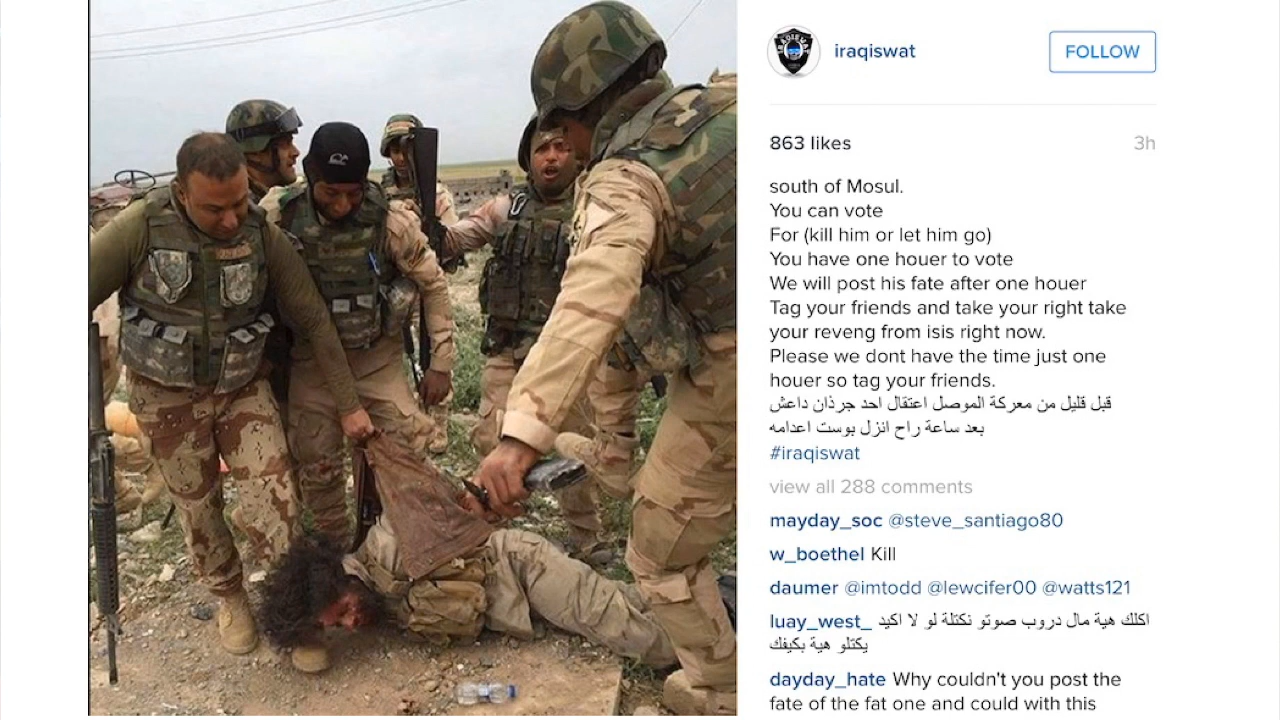 iraqiswat
FOLLOW
863 likes
3h
south of Mosul.
You can vote
For (kill him or let him go)
You have one houer to vote
We will post his fate after one houer
Tag your friends and take your right take
your reveng from isis right now.
Please we dont have the time just one
houer so tag your friends.
قبل قليل من معركة الموصل اعتقال احد جرذان داعش
بعد ساعة راح انزل بوست اعدامه
#iraqiswat
view all 288 comments
mayday_soc @steve_santiago80
w_boethel Kill
daumer @imtodd @lewcifer00 @watts121
luay_west_ اكلك هية مال دروب صوتو نكتلة لو لا اكيد
يكتلو هية بكيفك
dayday_hate Why couldn't you post the
fate of the fat one and could with this